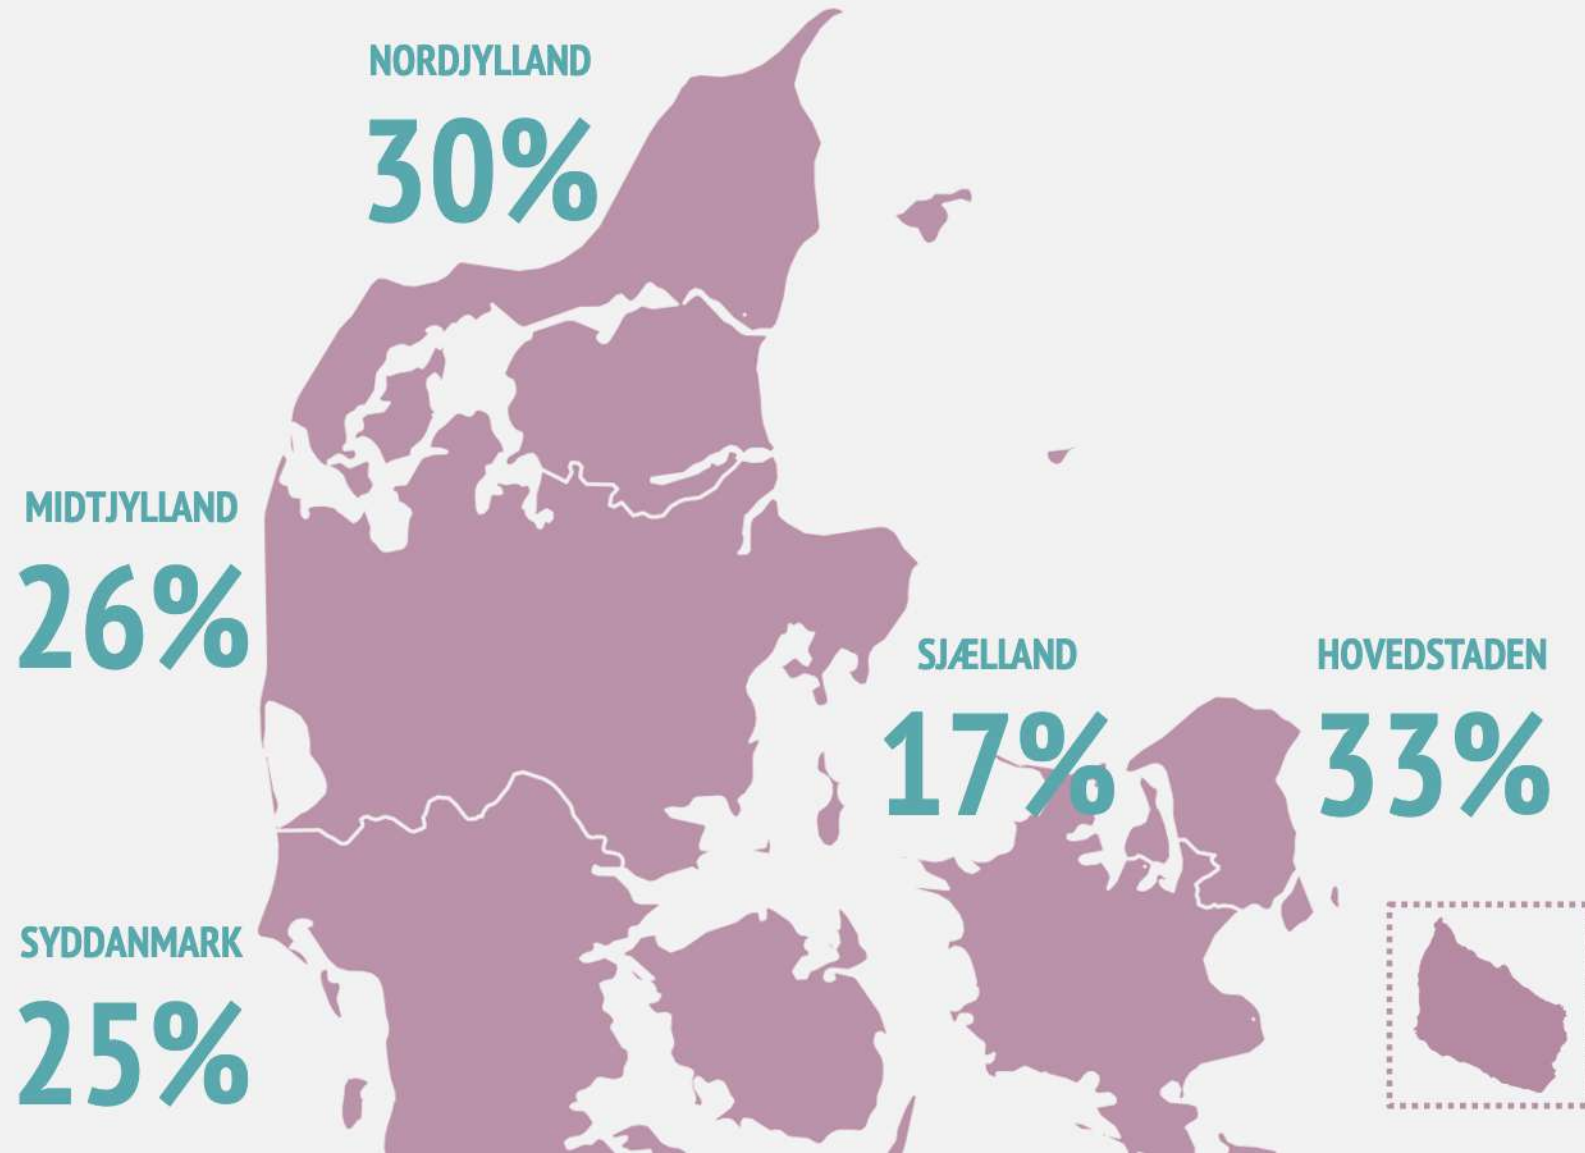 NORDJYLLAND
30%
MIDTJYLLAND
26%
SJÆLLAND
17%
HOVEDSTADEN
33%
SYDDANMARK
25%